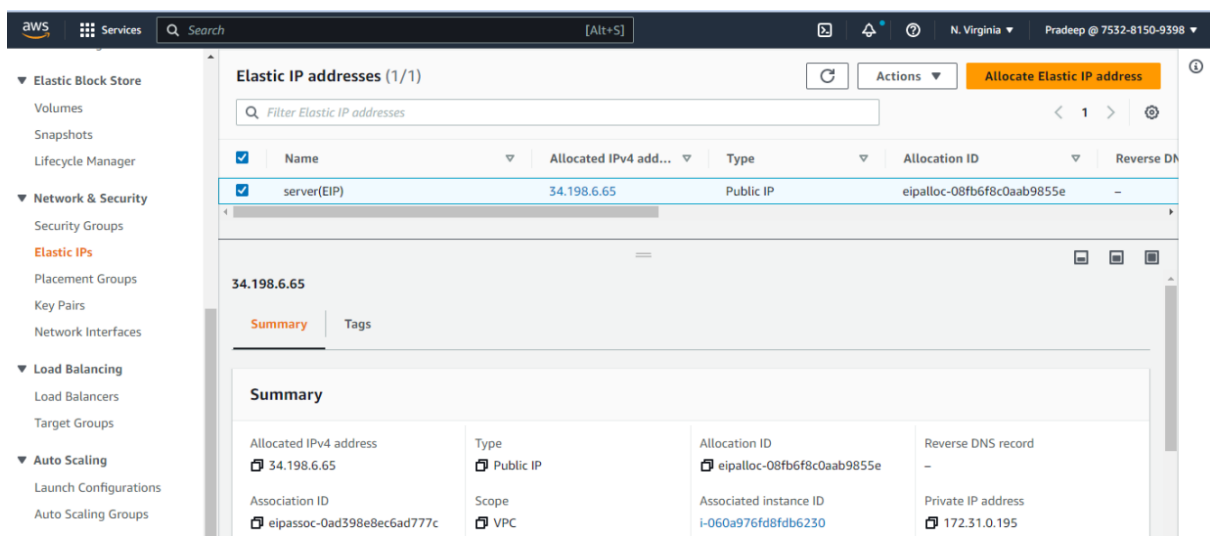 aws Services Search [Alt+S] N. Virginia Pradeep @ 7532-8150-9398
Elastic Block Store
Volumes
Snapshots
Lifecycle Manager
Network & Security
Security Groups
Elastic IPs
Placement Groups
Key Pairs
Network Interfaces
Load Balancing
Load Balancers
Target Groups
Auto Scaling
Launch Configurations
Auto Scaling Groups
Elastic IP addresses (1/1) Actions Allocate Elastic IP address
Filter Elastic IP addresses 1
Name Allocated IPv4 add... Type Allocation ID Reverse DN
server(EIP) 34.198.6.65 Public IP eipalloc-08fb6f8c0aab9855e –
34.198.6.65
Summary Tags
Summary
Allocated IPv4 address Type Allocation ID Reverse DNS record
34.198.6.65 Public IP eipalloc-08fb6f8c0aab9855e –
Association ID Scope Associated instance ID Private IP address
eipassoc-0ad398e8ec6ad777c VPC i-060a976fd8fdb6230 172.31.0.195